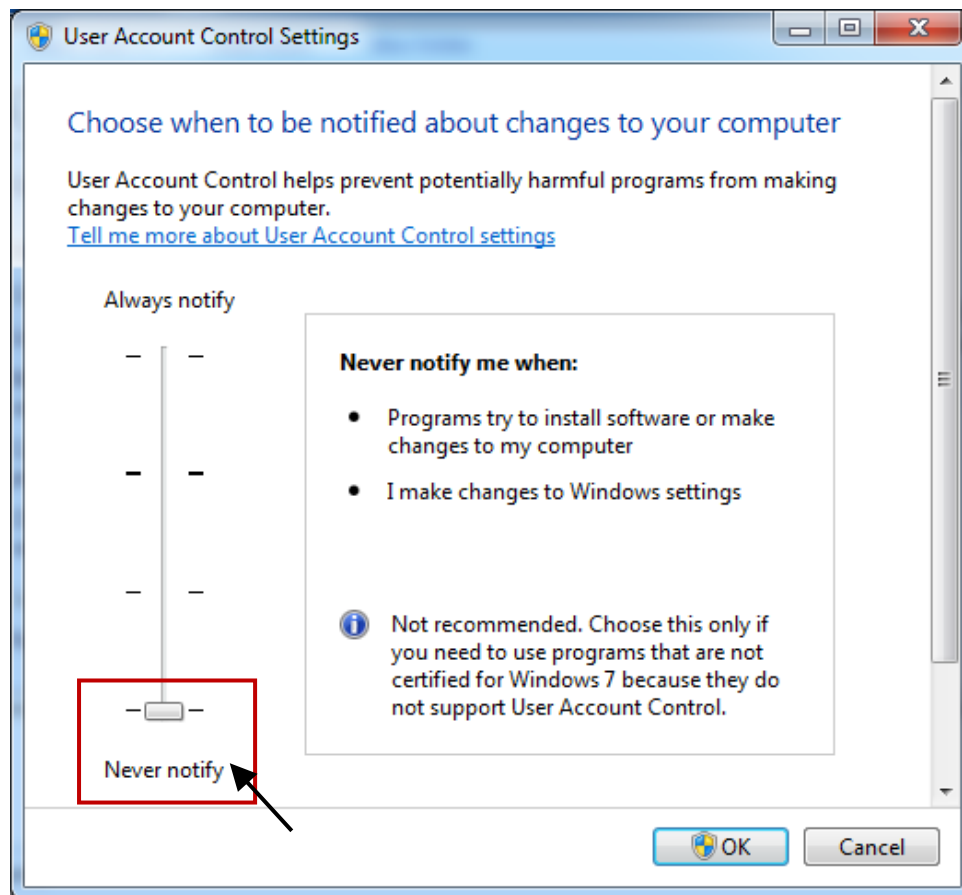 User Account Control Settings
Choose when to be notified about changes to your computer
User Account Control helps prevent potentially harmful programs from making
changes to your computer.
Tell me more about User Account Control settings
Always notify
Never notify me when:
• Programs try to install software or make
changes to my computer
• I make changes to Windows settings
Not recommended. Choose this only if
you need to use programs that are not
certified for Windows 7 because they do
not support User Account Control.
Never notify
OK
Cancel